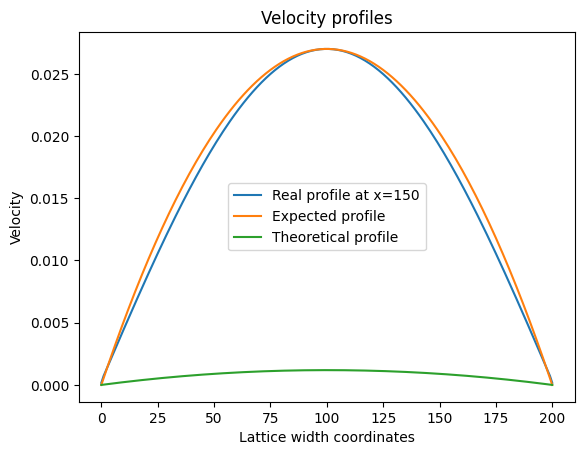 Velocity profiles
Velocity
0.025
0.020
0.015
0.010
0.005
0.000
Real profile at x=150
Expected profile
Theoretical profile
0
25
50
75
100
125
150
175
200
Lattice width coordinates